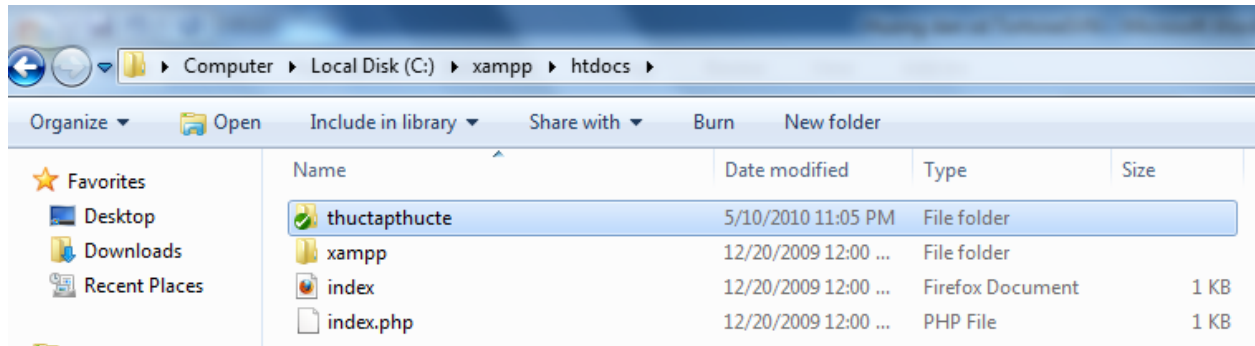 Computer Local Disk (C:) xampp htdocs
Organize Open Include in library Share with Burn New folder
Name Date modified Type Size
Favorites
Desktop
Downloads
Recent Places
thuctapthucte 5/10/2010 11:05 PM File folder
xampp 12/20/2009 12:00 ... File folder
index 12/20/2009 12:00 ... Firefox Document 1 KB
index.php 12/20/2009 12:00 ... PHP File 1 KB